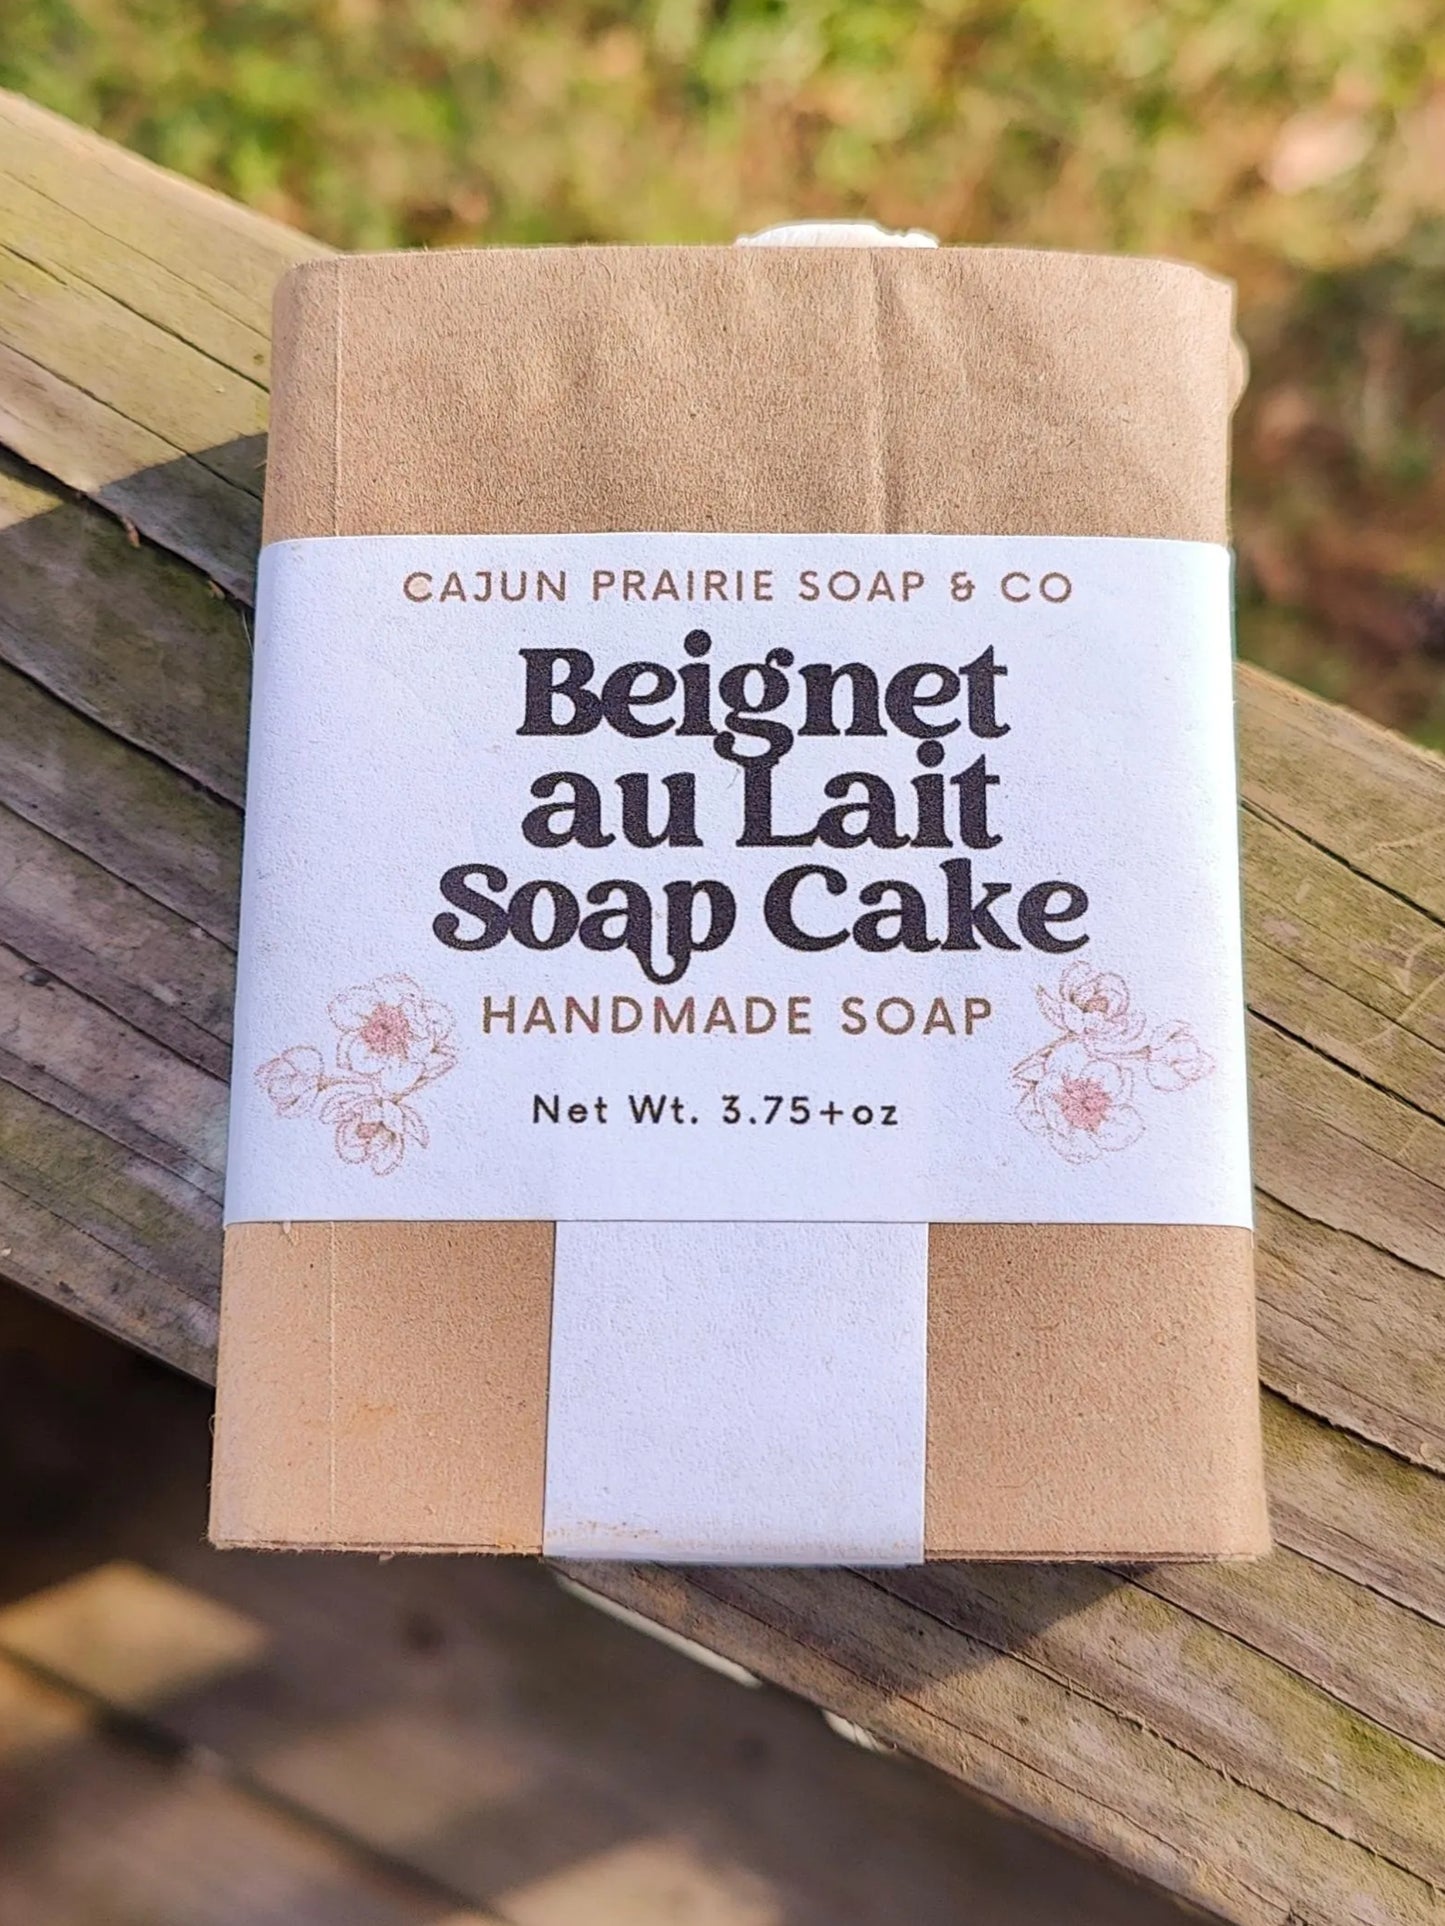 CAJUN PRAIRIE SOAP & CO
Beignet
au Lait
Soap Cake
HANDMADE SOAP
Net Wt. 3.75+oz